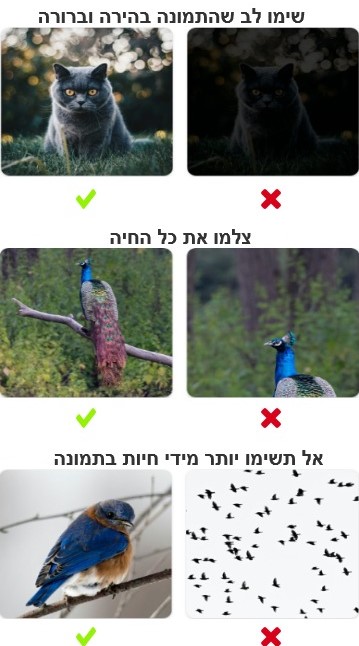 שימו לב שהתמונה בהירה וברורה
צלמו את כל החיה
אל תשימו יותר מידי חיות בתמונה